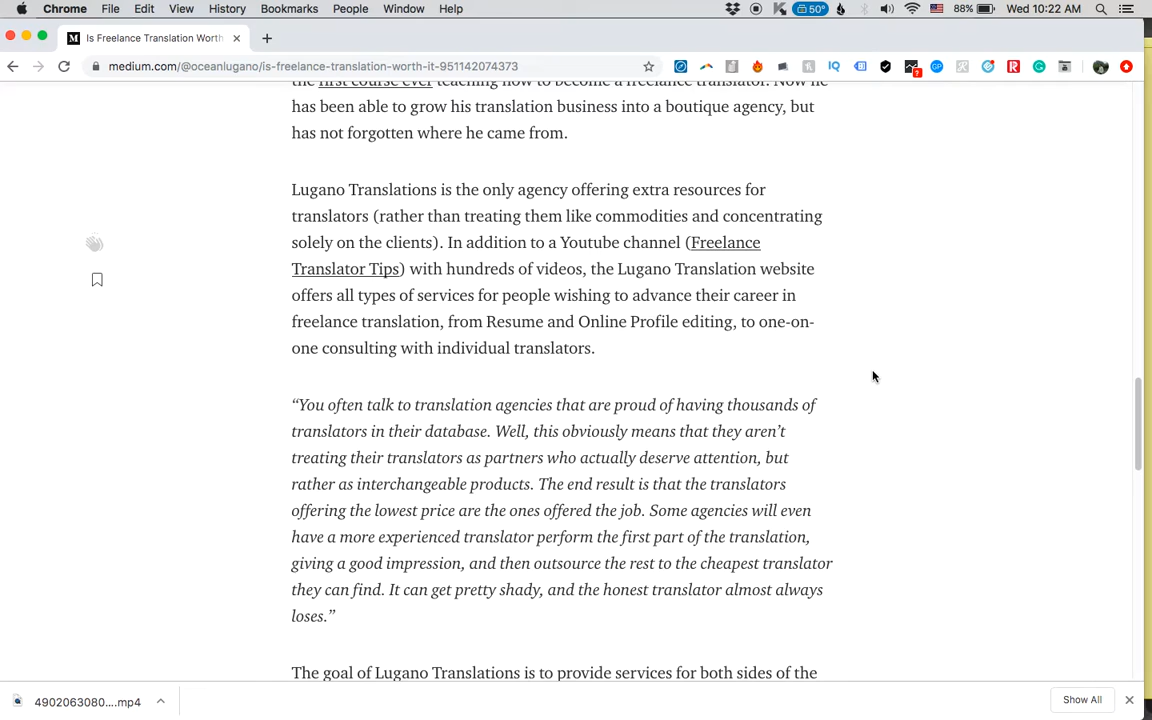 Chrome File Edit View History Bookmarks People Window Help 50° 88% Wed 10:22 AM
Is Freelance Translation Worth
medium.com/@oceanlugano/is-freelance-translation-worth-it-951142074373
the first course ever teaching how to become a freelance translator. Now he
has been able to grow his translation business into a boutique agency, but
has not forgotten where he came from.
Lugano Translations is the only agency offering extra resources for
translators (rather than treating them like commodities and concentrating
solely on the clients). In addition to a Youtube channel (Freelance
Translator Tips) with hundreds of videos, the Lugano Translation website
offers all types of services for people wishing to advance their career in
freelance translation, from Resume and Online Profile editing, to one-on-
one consulting with individual translators.
“You often talk to translation agencies that are proud of having thousands of
translators in their database. Well, this obviously means that they aren’t
treating their translators as partners who actually deserve attention, but
rather as interchangeable products. The end result is that the translators
offering the lowest price are the ones offered the job. Some agencies will even
have a more experienced translator perform the first part of the translation,
giving a good impression, and then outsource the rest to the cheapest translator
they can find. It can get pretty shady, and the honest translator almost always
loses.”
The goal of Lugano Translations is to provide services for both sides of the
4902063080....mp4
Show All